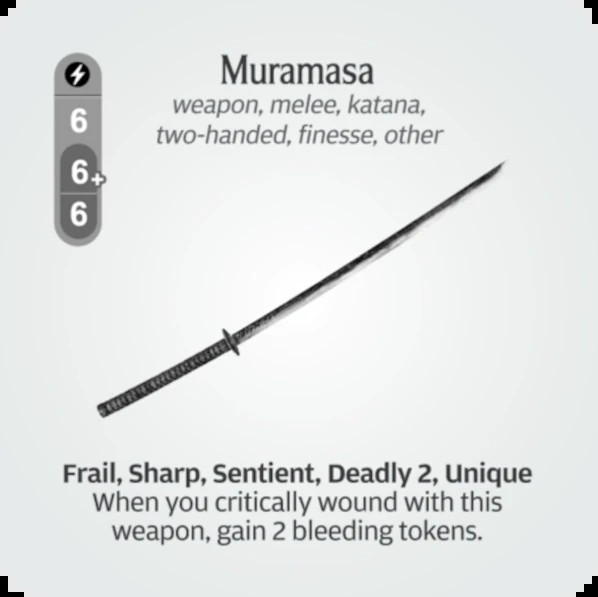 Muramasa
weapon, melee, katana,
two-handed, finesse, other
6
6+
6
Frail, Sharp, Sentient, Deadly 2, Unique
When you critically wound with this
weapon, gain 2 bleeding tokens.